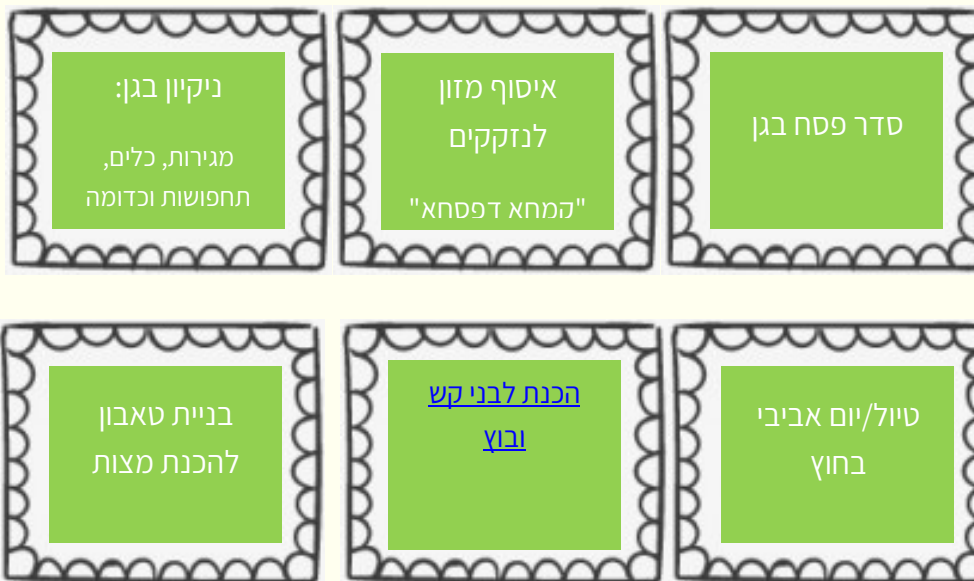 סדר פסח בגן
איסוף מזון
לנזקקים
"קמחא דפסחא"
ניקיון בגן:
מגירות, כלים,
תחפושות וכדומה
טיול/יום אביבי
בחוץ
הכנת לבני קש
ובוץ
בניית טאבון
להכנת מצות